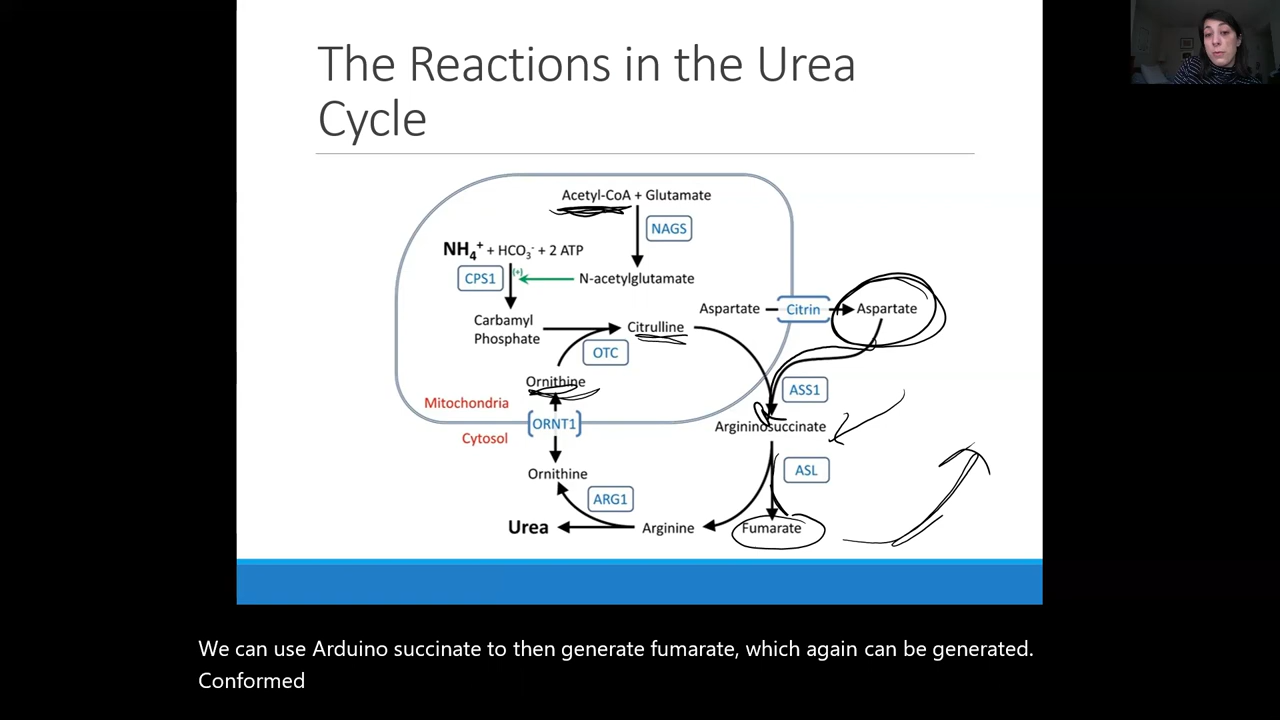 The Reactions in the Urea
Cycle
Acetyl-CoA + Glutamate
NAGS
NH4+ + HCO3- + 2 ATP
CPS1
(+)
N-acetylglutamate
Aspartate
Citrin
Aspartate
Carbamyl
Phosphate
Citrulline
OTC
Ornithine
ASS1
Mitochondria
ORNT1
Argininosuccinate
Cytosol
Ornithine
ASL
ARG1
Urea
Arginine
Fumarate
We can use Arduino succinate to then generate fumarate, which again can be generated.
Conformed